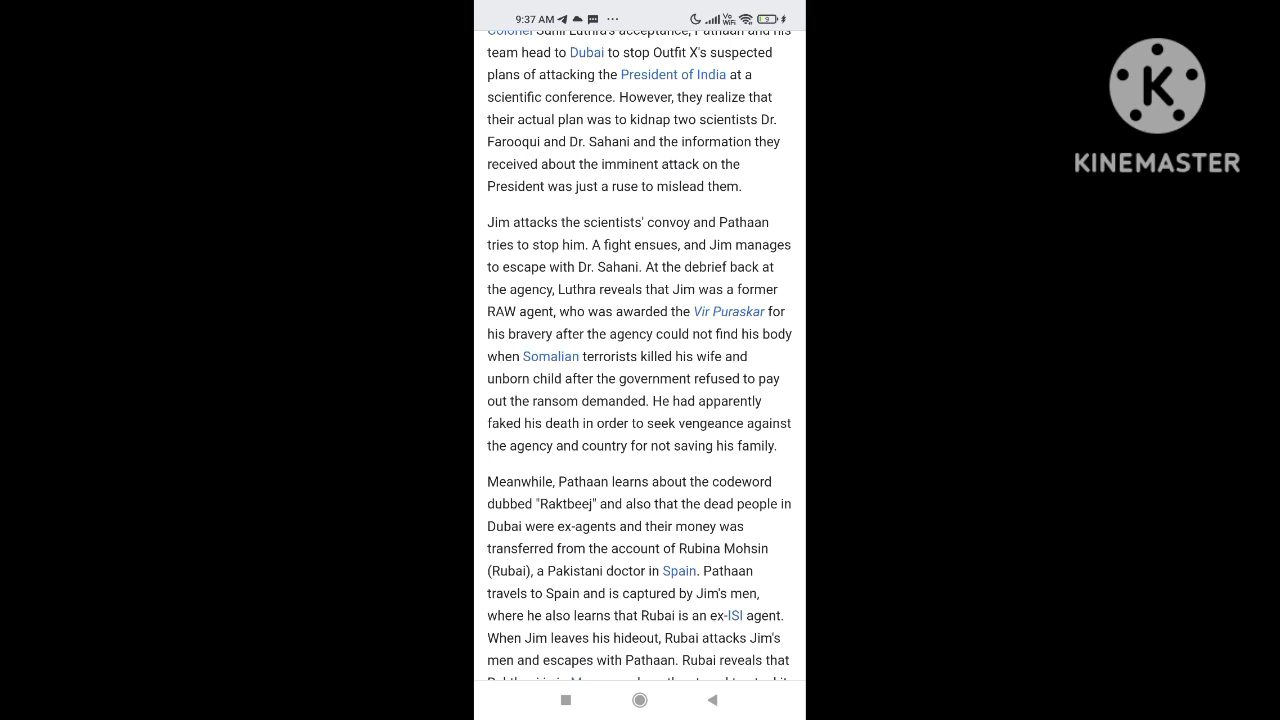 9:37 AM
Vo
WiFi
9
team head to Dubai to stop Outfit X's suspected
plans of attacking the President of India at a
scientific conference. However, they realize that
their actual plan was to kidnap two scientists Dr.
Farooqui and Dr. Sahani and the information they
received about the imminent attack on the
President was just a ruse to mislead them.
Jim attacks the scientists' convoy and Pathaan
tries to stop him. A fight ensues, and Jim manages
to escape with Dr. Sahani. At the debrief back at
the agency, Luthra reveals that Jim was a former
RAW agent, who was awarded the Vir Puraskar for
his bravery after the agency could not find his body
when Somalian terrorists killed his wife and
unborn child after the government refused to pay
out the ransom demanded. He had apparently
faked his death in order to seek vengeance against
the agency and country for not saving his family.
Meanwhile, Pathaan learns about the codeword
dubbed "Raktbeej" and also that the dead people in
Dubai were ex-agents and their money was
transferred from the account of Rubina Mohsin
(Rubai), a Pakistani doctor in Spain. Pathaan
travels to Spain and is captured by Jim's men,
where he also learns that Rubai is an ex-ISI agent.
When Jim leaves his hideout, Rubai attacks Jim's
men and escapes with Pathaan. Rubai reveals that
K
KINEMASTER